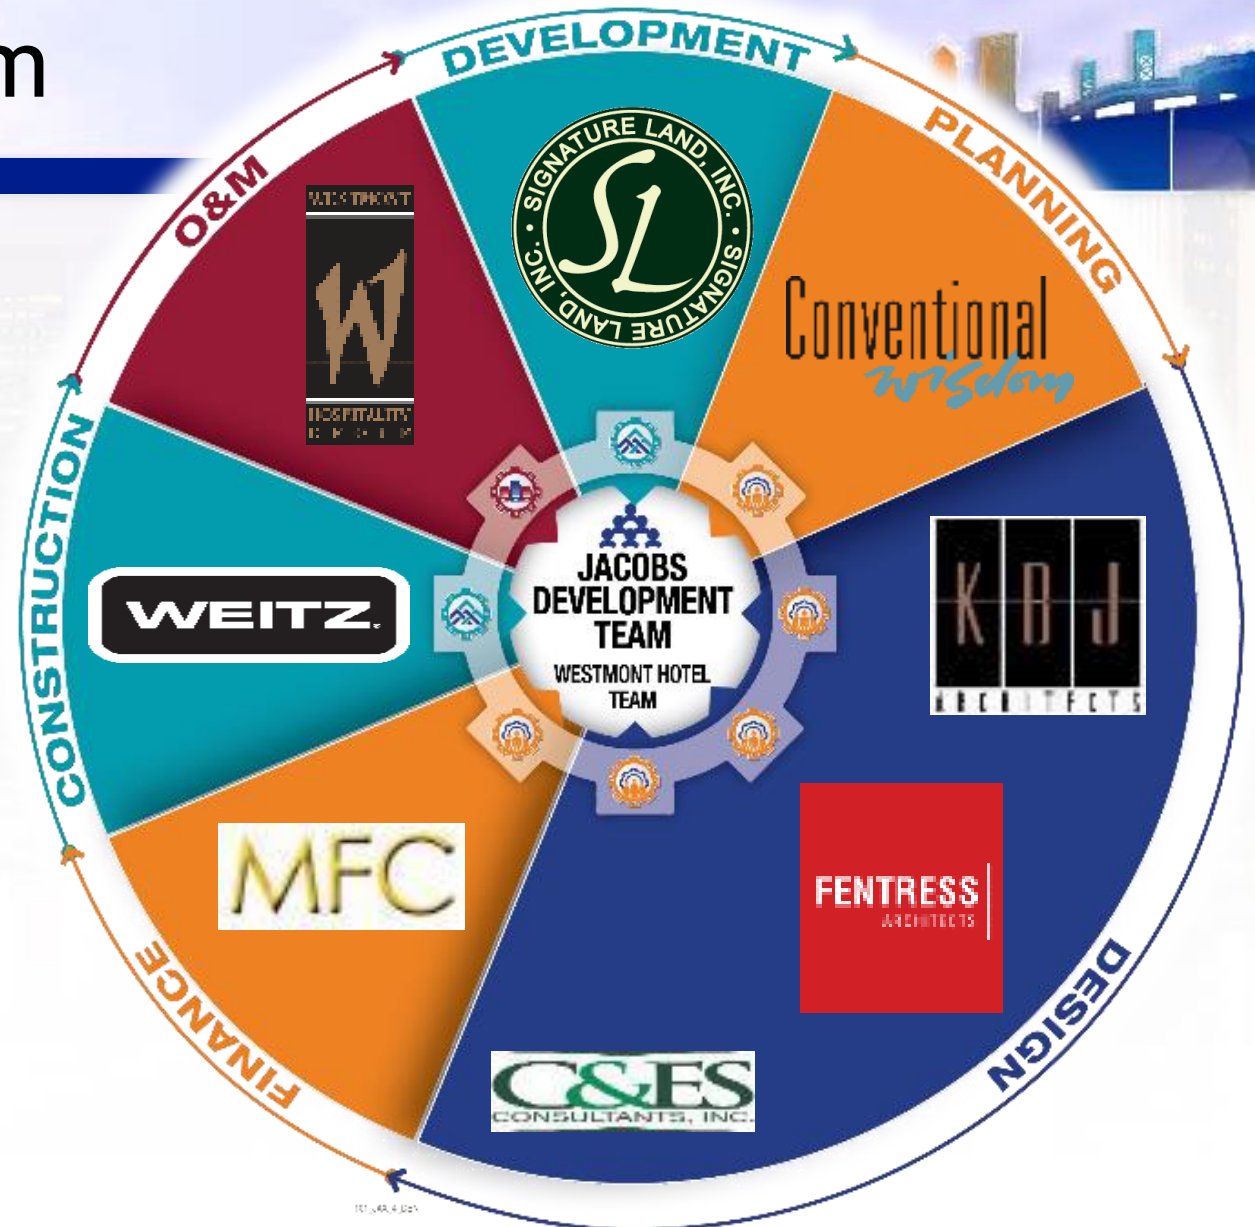 m
DEVELOPMENT
PLANNING
DESIGN
FINANCE
CONSTRUCTION
O&M
SIGNATURE LAND, INC. • SIGNATURE LAND, INC. •
SL
Conventional
wisdom
KBJ
ARCHITECTS
FENTRESS
ARCHITECTS
C&ES
CONSULTANTS, INC.
MFC
WEITZ
WESTMONT
W
HOSPITALITY
JACOBS
DEVELOPMENT
TEAM
WESTMONT HOTEL
TEAM